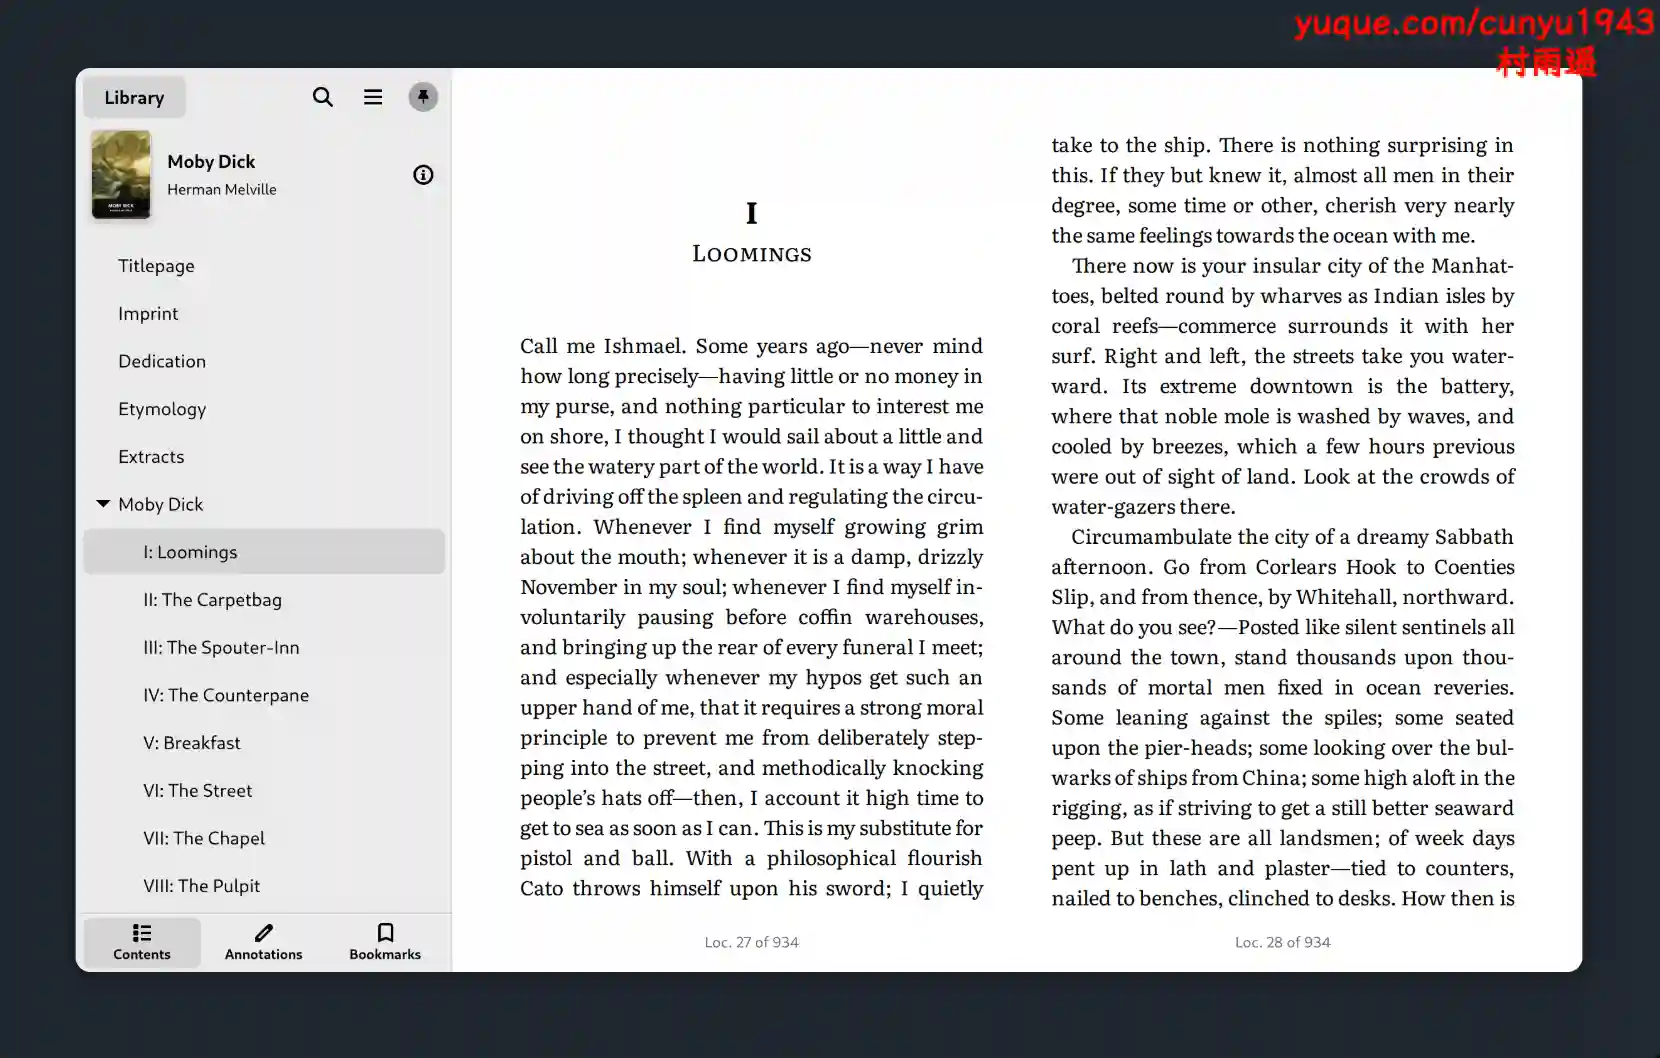 yuque.com/cunyu1943
村雨遥
Library
Moby Dick
Herman Melville
MOBY DICK
Titlepage
Imprint
Dedication
Etymology
Extracts
Moby Dick
I: Loomings
II: The Carpetbag
III: The Spouter-Inn
IV: The Counterpane
V: Breakfast
VI: The Street
VII: The Chapel
VIII: The Pulpit
Contents
Annotations
Bookmarks
I
LOOMINGS
Call me Ishmael. Some years ago—never mind
how long precisely—having little or no money in
my purse, and nothing particular to interest me
on shore, I thought I would sail about a little and
see the watery part of the world. It is a way I have
of driving off the spleen and regulating the circu-
lation. Whenever I find myself growing grim
about the mouth; whenever it is a damp, drizzly
November in my soul; whenever I find myself in-
voluntarily pausing before coffin warehouses,
and bringing up the rear of every funeral I meet;
and especially whenever my hypos get such an
upper hand of me, that it requires a strong moral
principle to prevent me from deliberately step-
ping into the street, and methodically knocking
people’s hats off—then, I account it high time to
get to sea as soon as I can. This is my substitute for
pistol and ball. With a philosophical flourish
Cato throws himself upon his sword; I quietly
Loc. 27 of 934
take to the ship. There is nothing surprising in
this. If they but knew it, almost all men in their
degree, some time or other, cherish very nearly
the same feelings towards the ocean with me.
There now is your insular city of the Manhat-
toes, belted round by wharves as Indian isles by
coral reefs—commerce surrounds it with her
surf. Right and left, the streets take you water-
ward. Its extreme downtown is the battery,
where that noble mole is washed by waves, and
cooled by breezes, which a few hours previous
were out of sight of land. Look at the crowds of
water-gazers there.
Circumambulate the city of a dreamy Sabbath
afternoon. Go from Corlears Hook to Coenties
Slip, and from thence, by Whitehall, northward.
What do you see?—Posted like silent sentinels all
around the town, stand thousands upon thou-
sands of mortal men fixed in ocean reveries.
Some leaning against the spiles; some seated
upon the pier-heads; some looking over the bul-
warks of ships from China; some high aloft in the
rigging, as if striving to get a still better seaward
peep. But these are all landsmen; of week days
pent up in lath and plaster—tied to counters,
nailed to benches, clinched to desks. How then is
Loc. 28 of 934